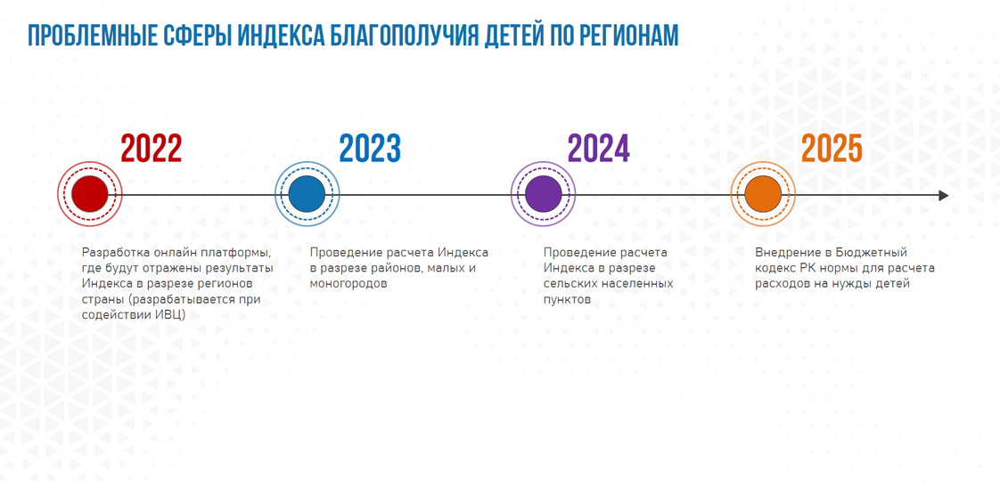 ПРОБЛЕМНЫЕ СФЕРЫ ИНДЕКСА БЛАГОПОЛУЧИЯ ДЕТЕЙ ПО РЕГИОНАМ
2022
Разработка онлайн платформы,
где будут отражены результаты
Индекса в разрезе регионов
страны (разрабатывается при
содействии ИВЦ)
2023
Проведение расчета Индекса
в разрезе районов, малых и
моногородов
2024
Проведение расчета
Индекса в разрезе
сельских населенных
пунктов
2025
Внедрение в Бюджетный
кодекс РК нормы для расчета
расходов на нужды детей